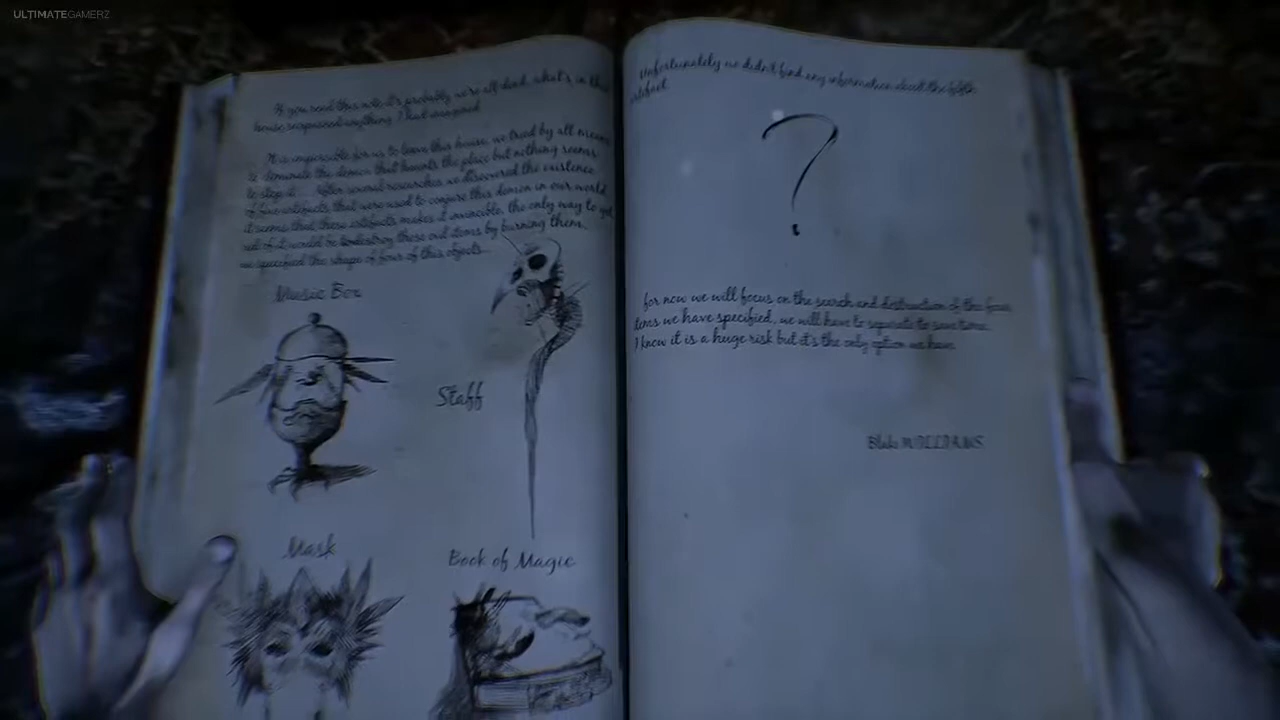 ULTIMATEGAMERZ
If you read this note it's probably we're all dead, what's in this
house surpassed anything I had imagined.
It is impossible for us to leave this house, we tried by all means
to eliminate the demon that haunts the place but nothing seems
to stop it... After several researches we discovered the existence
of five artifacts that were used to conjure this demon in our world
it seems that these artifacts makes it invincible, the only way to get
rid of it would be to destroy these evil items by burning them,
we specified the shape of four of this objects...
Music Box
Staff
Mask
Book of Magic
Unfortunately we didn't find any information about the fifth
artifact.
?
for now we will focus on the search and destruction of the four
items we have specified, we will have to separate to save time.
I know it is a huge risk but it's the only option we have.
Blake